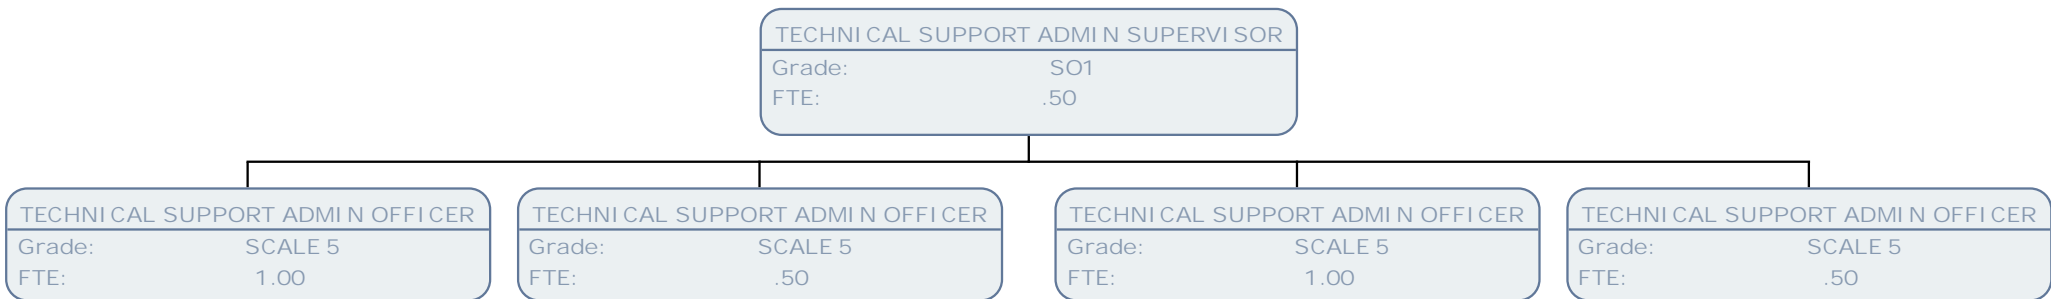 TECHNICAL SUPPORT ADMIN SUPERVISOR
Grade: SO1
FTE: .50
TECHNICAL SUPPORT ADMIN OFFICER
Grade: SCALE 5
FTE: 1.00
TECHNICAL SUPPORT ADMIN OFFICER
Grade: SCALE 5
FTE: .50
TECHNICAL SUPPORT ADMIN OFFICER
Grade: SCALE 5
FTE: 1.00
TECHNICAL SUPPORT ADMIN OFFICER
Grade: SCALE 5
FTE: .50